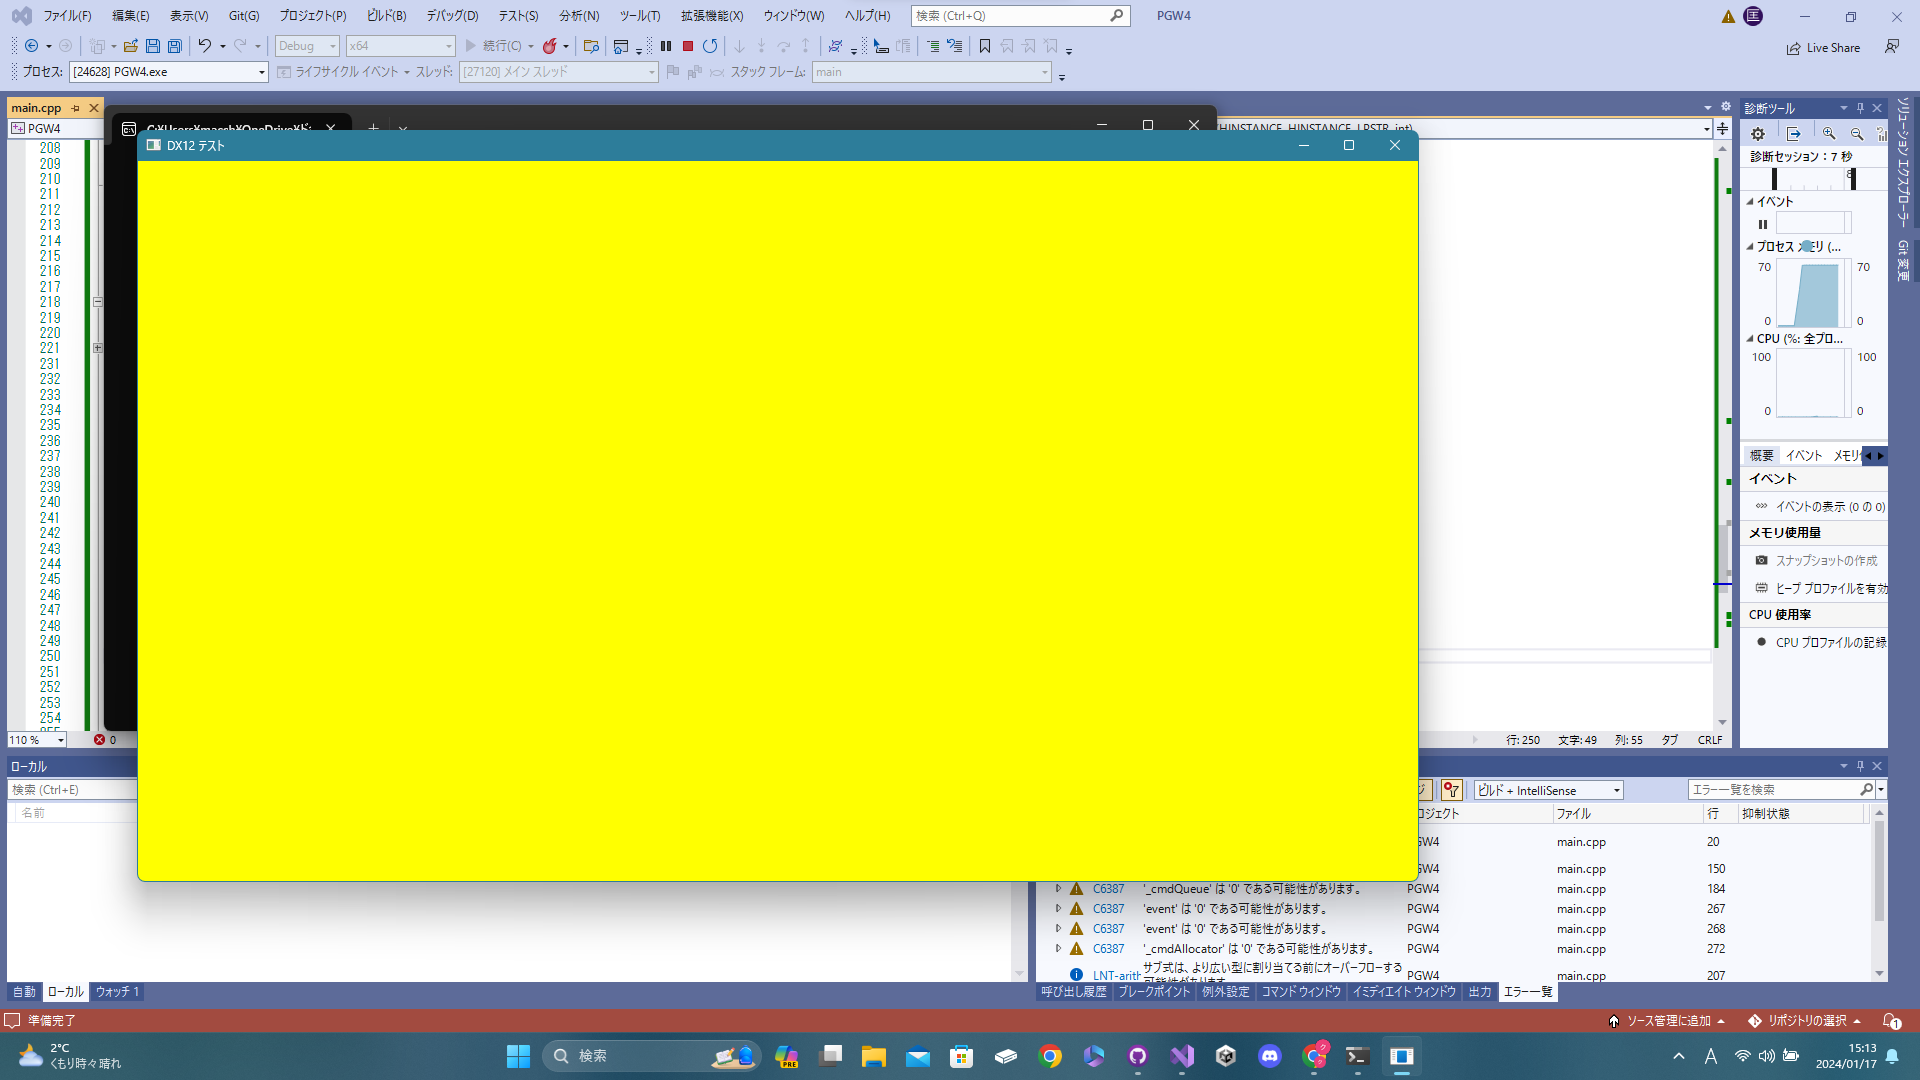 ファイル(F) 編集(E) 表示(V) Git(G) プロジェクト(P) ビルド(B) デバッグ(D) テスト(S) 分析(N) ツール(T) 拡張機能(X) ウィンドウ(W) ヘルプ(H) 検索 (Ctrl+Q) PGW4
Debug x64 続行(C) Live Share
プロセス: [24628] PGW4.exe ライフサイクル イベント スレッド: [27120] メイン スレッド スタック フレーム: main
main.cpp
PGW4
DX12 テスト
HINSTANCE, HINSTANCE, LPSTR, int)
208
209
210
211
212
213
214
215
216
217
218
219
220
221
231
232
233
234
235
236
237
238
239
240
241
242
243
244
245
246
247
248
249
250
251
252
253
254
110 % 0
行: 250 文字: 49 列: 55 タブ CRLF
診断ツール
診断セッション：7 秒
イベント
プロセス メモリ (...
70 70
0 0
CPU (%: 全プロ...
100 100
0 0
概要 イベント メモリ
イベント
イベントの表示 (0 の 0)
メモリ使用量
スナップショットの作成
ヒープ プロファイルを有効
CPU 使用率
CPU プロファイルの記録
ソリューション エクスプローラー
Git 変更
ローカル
検索 (Ctrl+E)
名前
自動 ローカル ウォッチ 1
ビルド + IntelliSense エラー一覧を検索
ファイル 行 抑制状態
main.cpp 20
main.cpp 150
C6387 '_cmdQueue' は '0' である可能性があります。 PGW4 main.cpp 184
C6387 'event' は '0' である可能性があります。 PGW4 main.cpp 267
C6387 'event' は '0' である可能性があります。 PGW4 main.cpp 268
C6387 '_cmdAllocator' は '0' である可能性があります。 PGW4 main.cpp 272
LNT-arith サブ式は、より広い型に割り当てる前にオーバーフローする PGW4 main.cpp 207
呼び出し履歴 ブレークポイント 例外設定 コマンド ウィンドウ イミディエイト ウィンドウ 出力 エラー一覧
準備完了 ソース管理に追加 リポジトリの選択 1
2°C
くもり時々晴れ
検索
PRE
A
15:13
2024/01/17